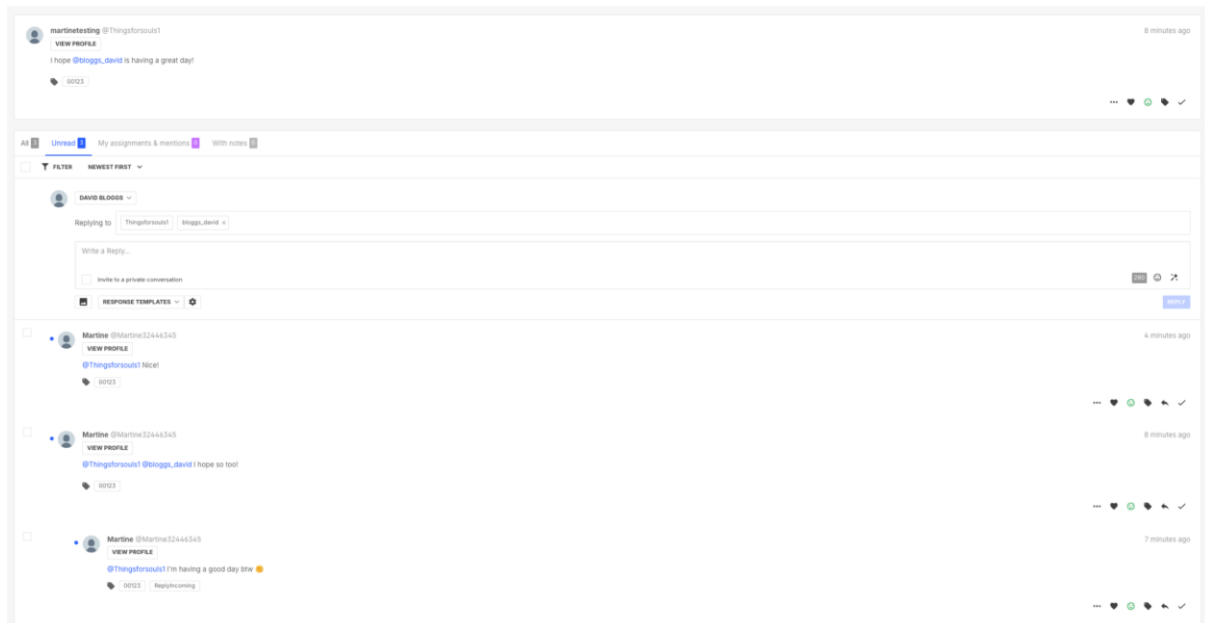 martinetesting @Thingsforsouls1 8 minutes ago
VIEW PROFILE
I hope @bloggs_david is having a great day!
00123
All 3 Unread 3 My assignments & mentions 0 With notes 0
FILTER NEWEST FIRST
DAVID BLOGGS
Replying to Thingsforsouls1 bloggs_david x
Write a Reply...
Invite to a private conversation 280
RESPONSE TEMPLATES REPLY
Martine @Martine32446345 4 minutes ago
VIEW PROFILE
@Thingsforsouls1 Nice!
00123
Martine @Martine32446345 8 minutes ago
VIEW PROFILE
@Thingsforsouls1 @bloggs_david I hope so too!
00123
Martine @Martine32446345 7 minutes ago
VIEW PROFILE
@Thingsforsouls1 I'm having a good day btw
00123 ReplyIncoming